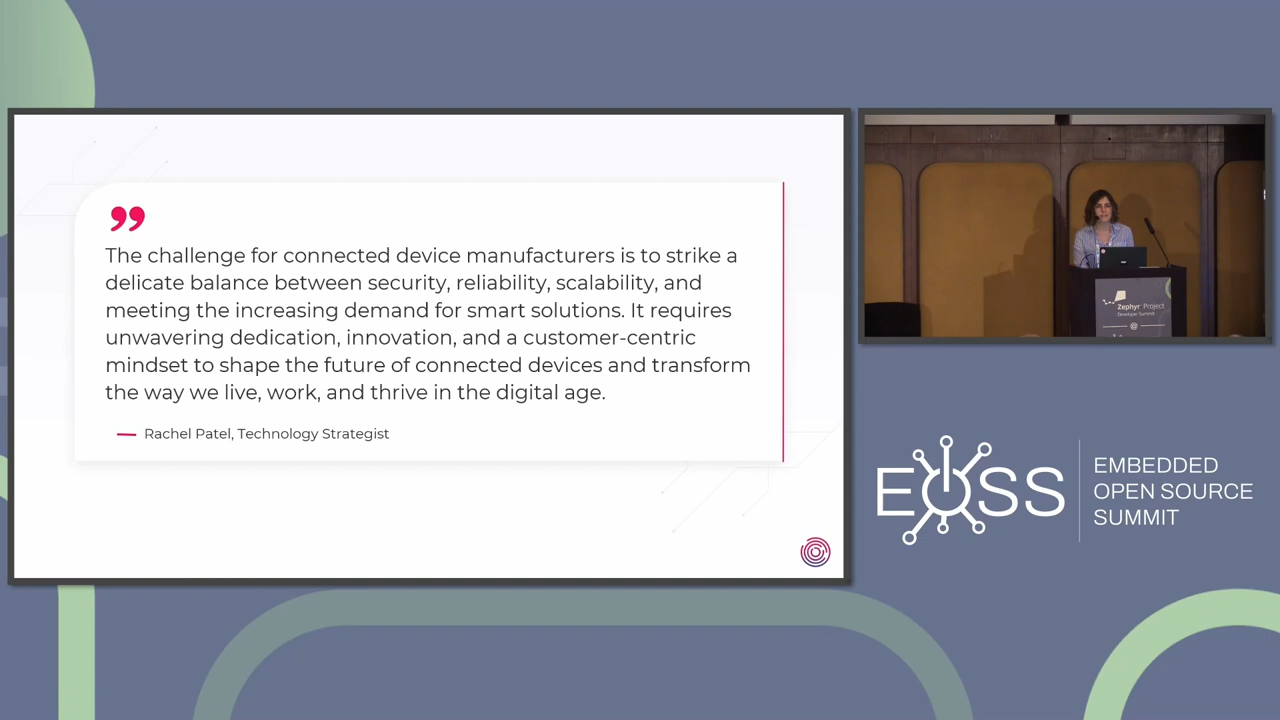 The challenge for connected device manufacturers is to strike a
delicate balance between security, reliability, scalability, and
meeting the increasing demand for smart solutions. It requires
unwavering dedication, innovation, and a customer-centric
mindset to shape the future of connected devices and transform
the way we live, work, and thrive in the digital age.
Rachel Patel, Technology Strategist
Zephyr Project
Developer Summit
EOSS
EMBEDDED
OPEN SOURCE
SUMMIT